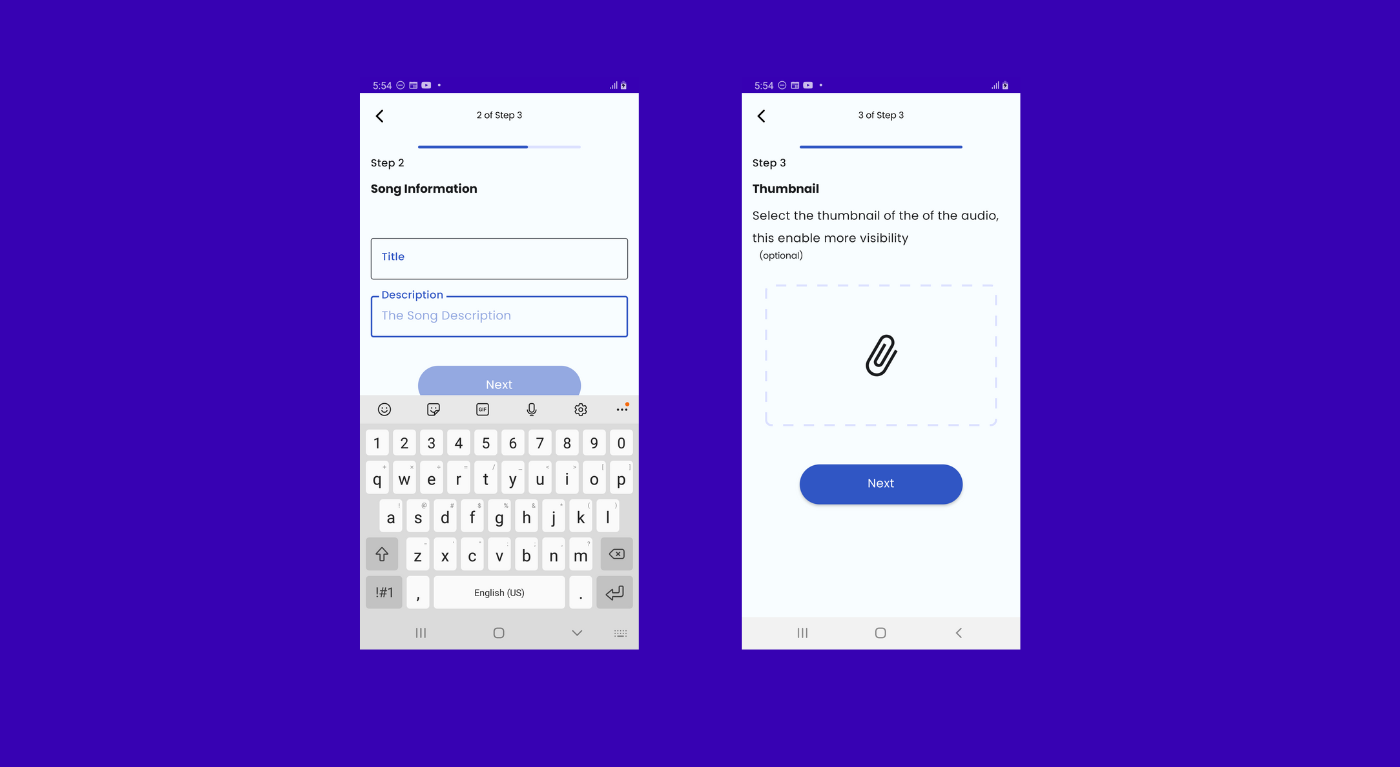 5:54
2 of Step 3
Step 2
Song Information
Title
Description
The Song Description
Next
GIF
1 2 3 4 5 6 7 8 9 0
q w e r t y u i o p
a s d f g h j k l
z x c v b n m
!#1 , English (US) .
5:54
3 of Step 3
Step 3
Thumbnail
Select the thumbnail of the of the audio,
this enable more visibility
(optional)
Next